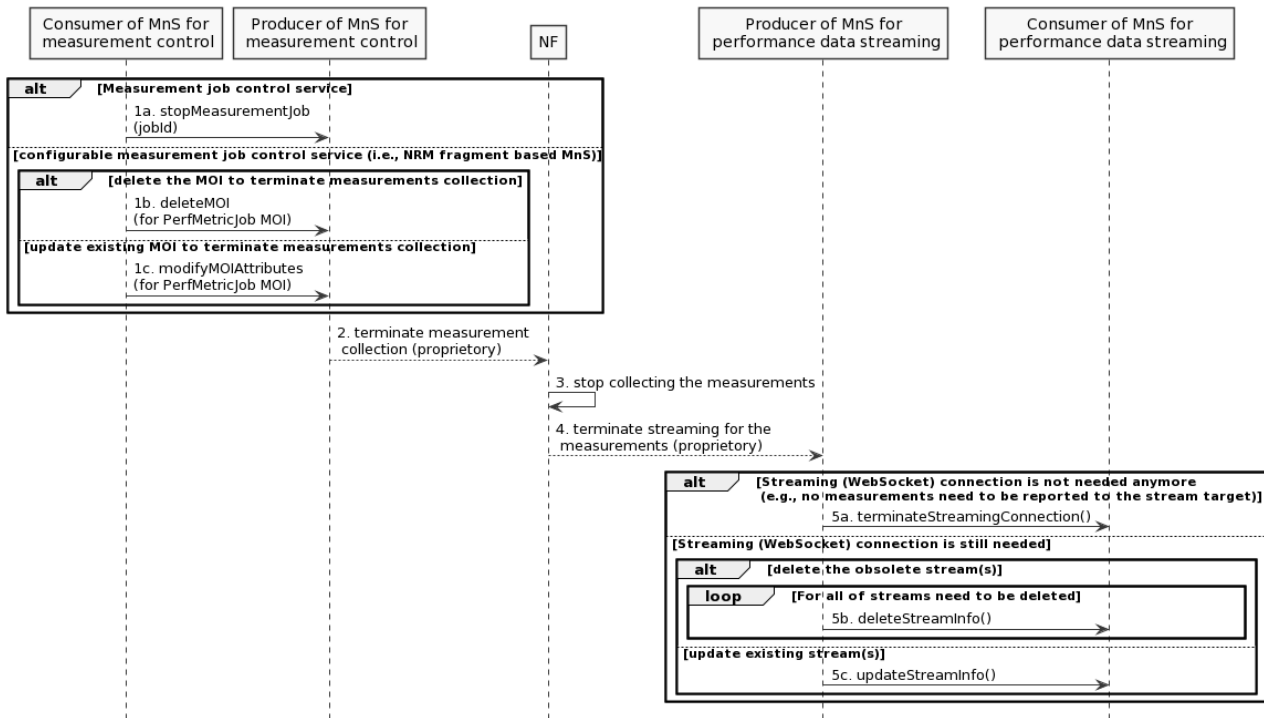 Consumer of MnS for
measurement control
Producer of MnS for
measurement control
NF
Producer of MnS for
performance data streaming
Consumer of MnS for
performance data streaming
alt
[Measurement job control service]
1a. stopMeasurementJob
(jobId)
[configurable measurement job control service (i.e., NRM fragment based MnS)]
alt
[delete the MOI to terminate measurements collection]
1b. deleteMOI
(for PerfMetricJob MOI)
[update existing MOI to terminate measurements collection]
1c. modifyMOIAttributes
(for PerfMetricJob MOI)
2. terminate measurement
collection (proprietory)
3. stop collecting the measurements
4. terminate streaming for the
measurements (proprietory)
alt
[Streaming (WebSocket) connection is not needed anymore
(e.g., no measurements need to be reported to the stream target)]
5a. terminateStreamingConnection()
[Streaming (WebSocket) connection is still needed]
alt
[delete the obsolete stream(s)]
loop
[For all of streams need to be deleted]
5b. deleteStreamInfo()
[update existing stream(s)]
5c. updateStreamInfo()